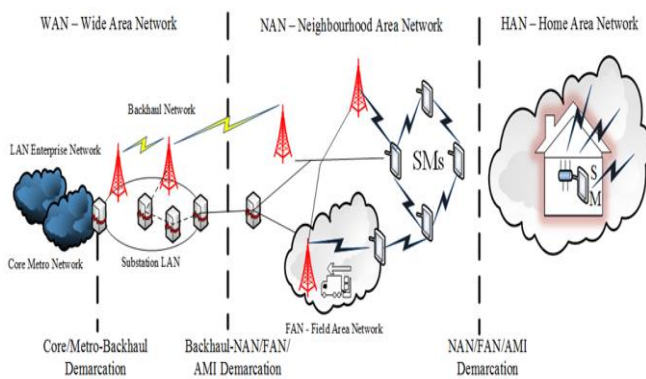 WAN – Wide Area Network
NAN – Neighbourhood Area Network
HAN – Home Area Network
Backhaul Network
LAN Enterprise Network
SMs
S
M
Core Metro Network
Substation LAN
FAN – Field Area Network
Core/Metro-Backhaul
Demarcation
Backhaul-NAN/FAN/
AMI Demarcation
NAN/FAN/AMI
Demarcation